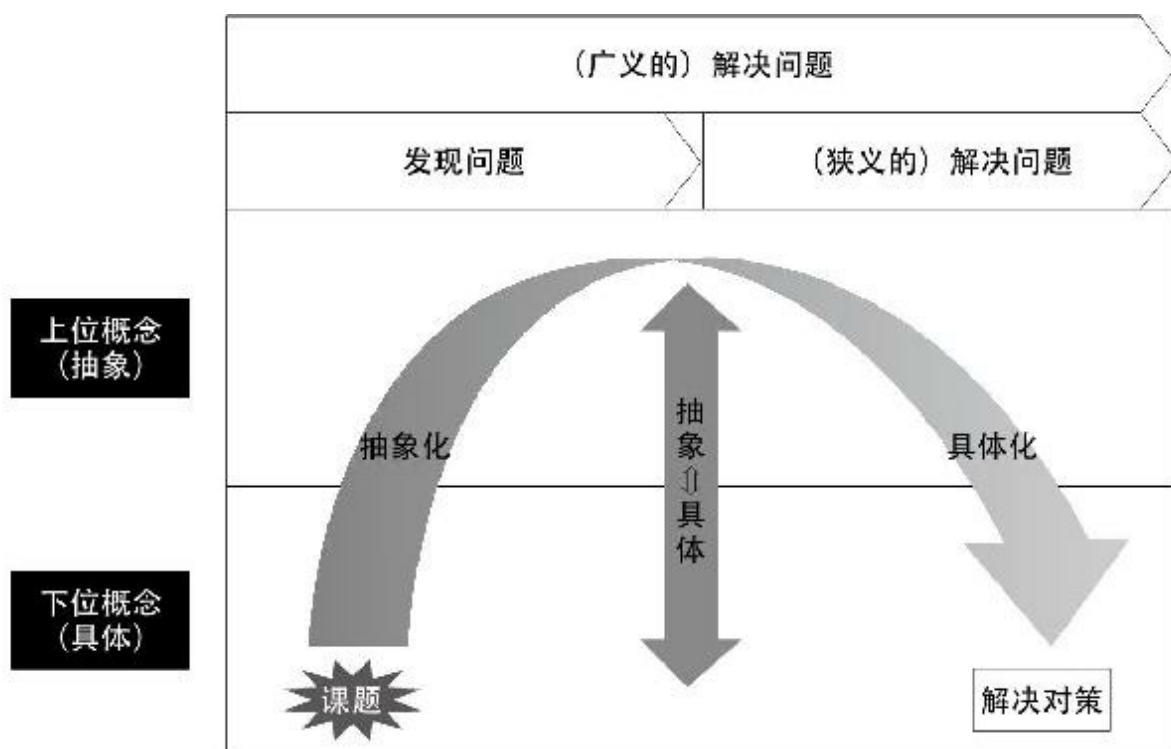 （广义的）解决问题
发现问题
（狭义的）解决问题
上位概念
（抽象）
抽象化
抽象⇕具体
具体化
下位概念
（具体）
课题
解决对策